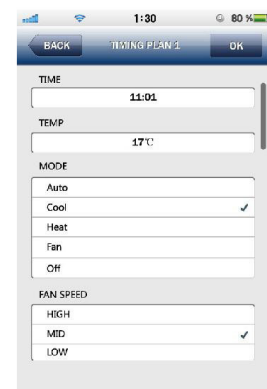 1:30 80 %
BACK TIMING PLAN 1 OK
TIME
11:01
TEMP
17℃
MODE
Auto
Cool
Heat
Fan
Off
FAN SPEED
HIGH
MID
LOW